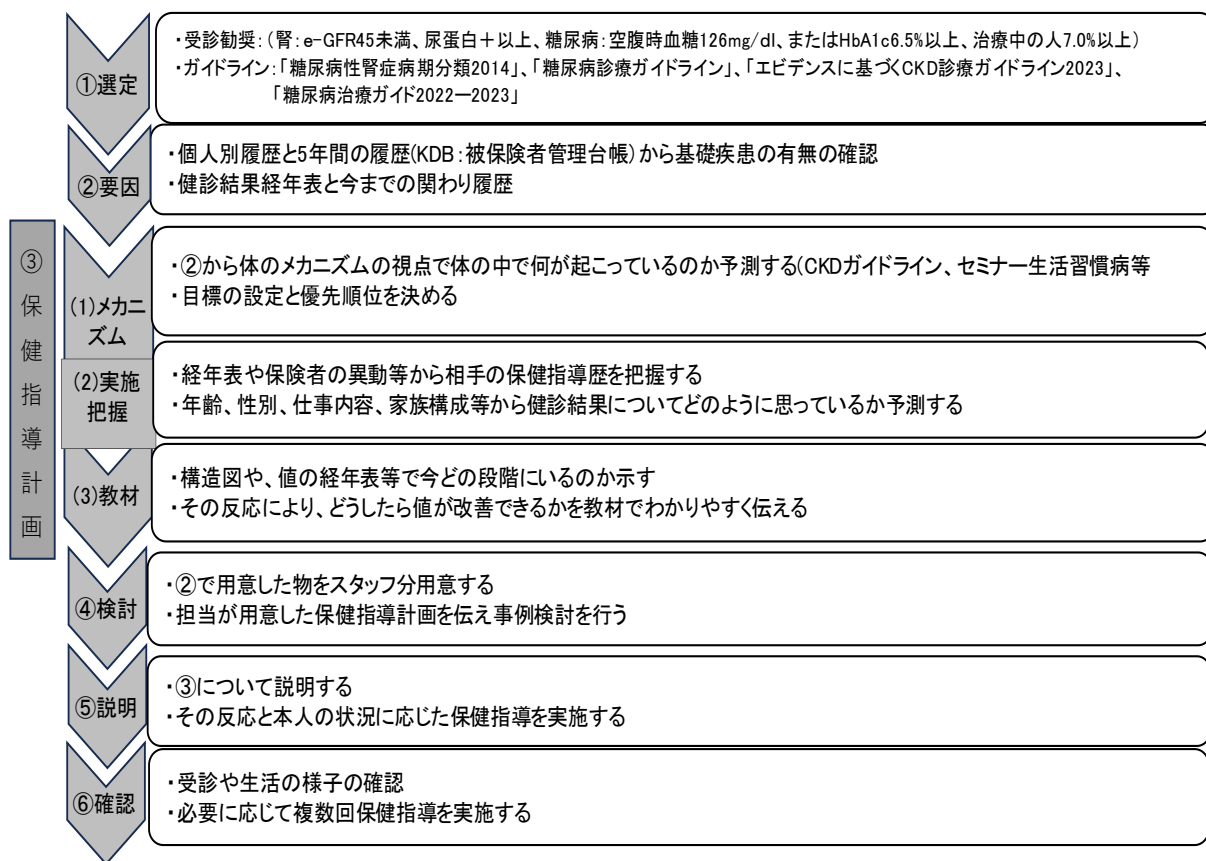 ①選定
・受診勧奨:(腎:e-GFR45未満、尿蛋白+以上、糖尿病:空腹時血糖126mg/dl、またはHbA1c6.5%以上、治療中の人7.0%以上)
・ガイドライン:「糖尿病性腎症病期分類2014」、「糖尿病診療ガイドライン」、「エビデンスに基づくCKD診療ガイドライン2023」、
「糖尿病治療ガイド2022ー2023」
②要因
・個人別履歴と5年間の履歴(KDB:被保険者管理台帳)から基礎疾患の有無の確認
・健診結果経年表と今までの関わり履歴
③保健指導計画
(1)メカニ
ズム
・②から体のメカニズムの視点で体の中で何が起こっているのか予測する(CKDガイドライン、セミナー生活習慣病等
・目標の設定と優先順位を決める
(2)実施
把握
・経年表や保険者の異動等から相手の保健指導歴を把握する
・年齢、性別、仕事内容、家族構成等から健診結果についてどのように思っているか予測する
(3)教材
・構造図や、値の経年表等で今どの段階にいるのか示す
・その反応により、どうしたら値が改善できるかを教材でわかりやすく伝える
④検討
・②で用意した物をスタッフ分用意する
・担当が用意した保健指導計画を伝え事例検討を行う
⑤説明
・③について説明する
・その反応と本人の状況に応じた保健指導を実施する
⑥確認
・受診や生活の様子の確認
・必要に応じて複数回保健指導を実施する